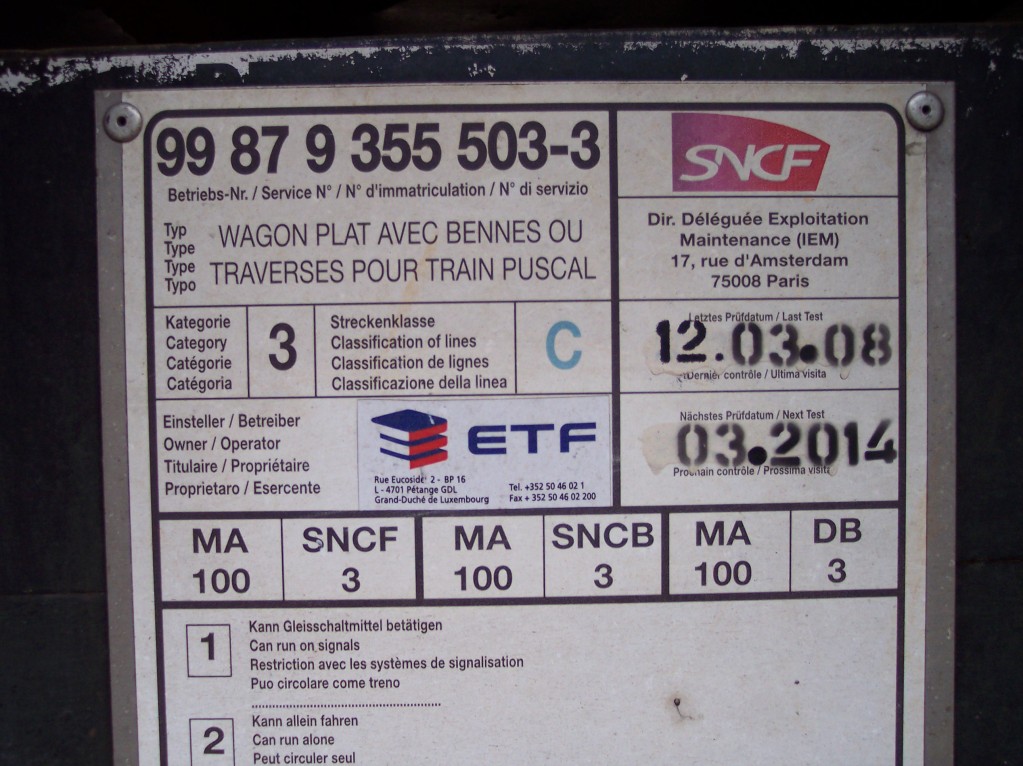 99 87 9 355 503-3
Betriebs-Nr. / Service N° / N° d'immatriculation / N° di servizio
Typ
Type
Type
Typo
WAGON PLAT AVEC BENNES OU
TRAVERSES POUR TRAIN PUSCAL
SNCF
Dir. Déléguée Exploitation
Maintenance (IEM)
17, rue d'Amsterdam
75008 Paris
Kategorie
Category
Catégorie
Catégoria
3
Streckenklasse
Classification of lines
Classification de lignes
Classificazione della linea
C
Letztes Prüfdatum / Last Test
12.03.08
Dernier contrôle / Ultima visita
Einsteller / Betreiber
Owner / Operator
Titulaire / Propriétaire
Proprietaro / Esercente
ETF
Rue Eucosider 2 - BP 16
L - 4701 Pétange GDL
Grand-Duché de Luxembourg
Tel. +352 50 46 02 1
Fax + 352 50 46 02 200
Nächstes Prüfdatum / Next Test
03.2014
Prochain contrôle / Prossima visita
MA
100
SNCF
3
MA
100
SNCB
3
MA
100
DB
3
1
Kann Gleisschaltmittel betätigen
Can run on signals
Restriction avec les systèmes de signalisation
Puo circolare come treno
2
Kann allein fahren
Can run alone
Peut circuler seul